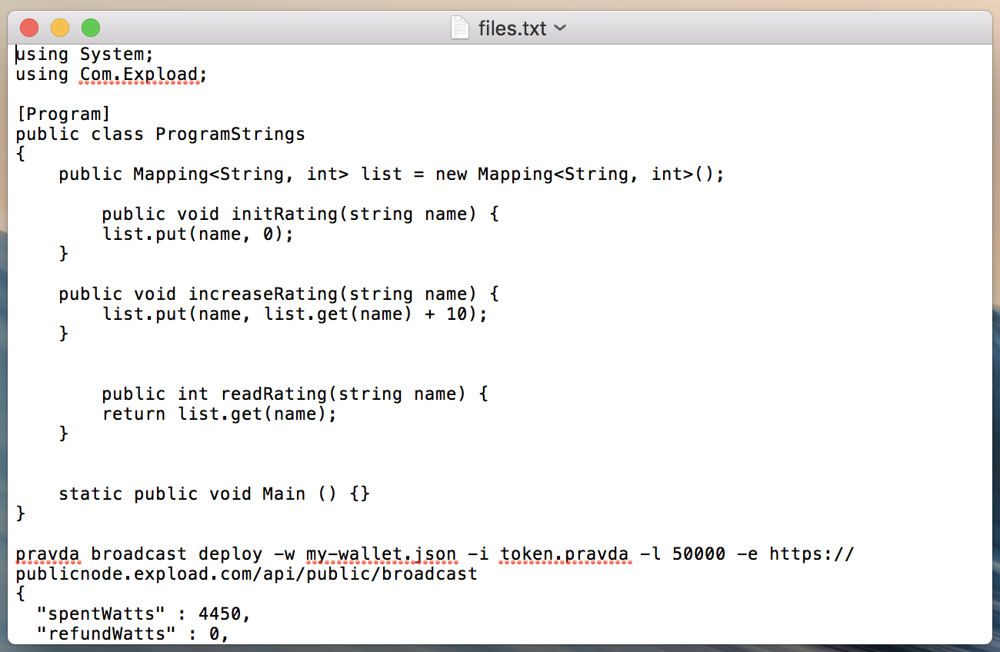 files.txt
using System;
using Com.Expload;

[Program]
public class ProgramStrings
{
    public Mapping<String, int> list = new Mapping<String, int>();

        public void initRating(string name) {
        list.put(name, 0);
    }

    public void increaseRating(string name) {
        list.put(name, list.get(name) + 10);
    }


        public int readRating(string name) {
        return list.get(name);
    }


    static public void Main () {}
}

pravda broadcast deploy -w my-wallet.json -i token.pravda -l 50000 -e https://
publicnode.expload.com/api/public/broadcast
{
  "spentWatts" : 4450,
  "refundWatts" : 0,